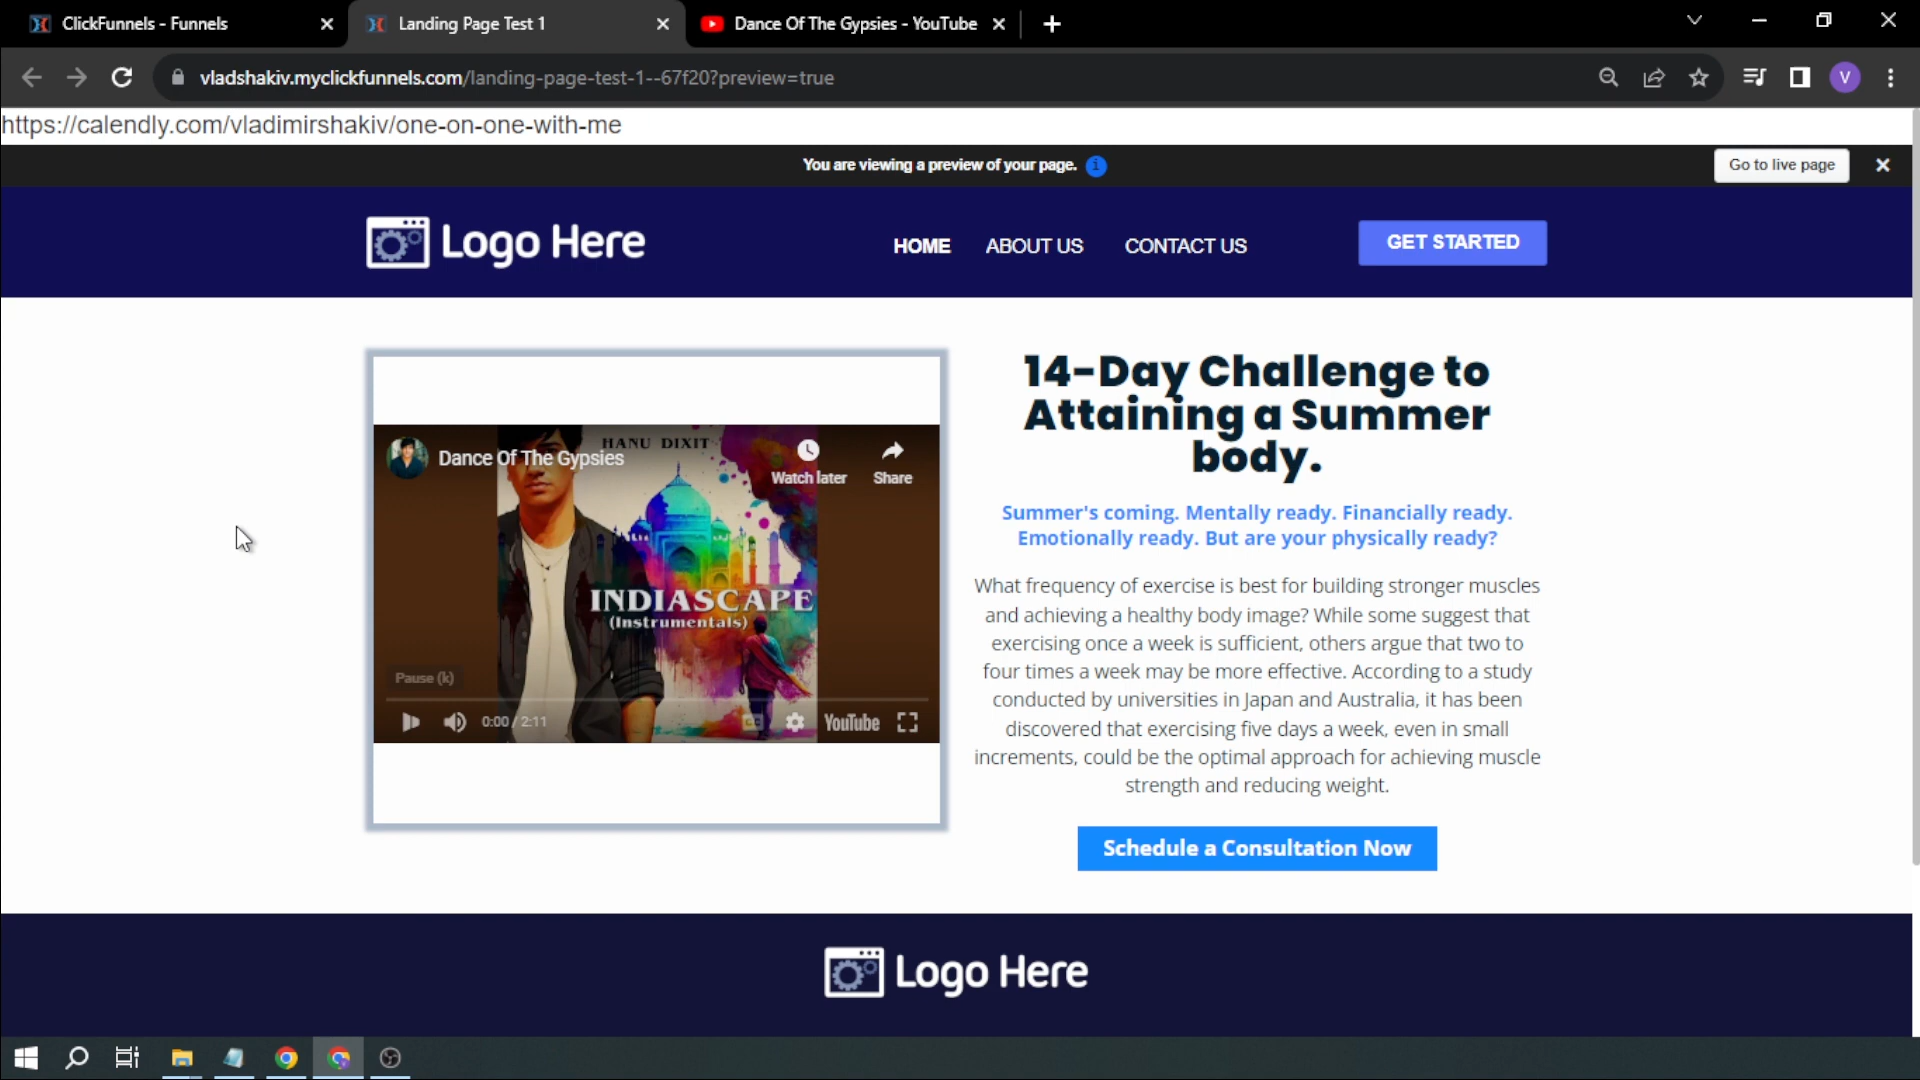 ClickFunnels - Funnels
Landing Page Test 1
Dance Of The Gypsies - YouTube
vladshakiv.myclickfunnels.com/landing-page-test-1--67f20?preview=true
V
https://calendly.com/vladimirshakiv/one-on-one-with-me
You are viewing a preview of your page.
Go to live page
Logo Here
HOME
ABOUT US
CONTACT US
GET STARTED
HANU DIXIT
Dance Of The Gypsies
Watch later
Share
INDIASCAPE
(Instrumentals)
Pause (k)
0:00 / 2:11
CC
YouTube
14-Day Challenge to
Attaining a Summer
body.
Summer's coming. Mentally ready. Financially ready.
Emotionally ready. But are your physically ready?
What frequency of exercise is best for building stronger muscles
and achieving a healthy body image? While some suggest that
exercising once a week is sufficient, others argue that two to
four times a week may be more effective. According to a study
conducted by universities in Japan and Australia, it has been
discovered that exercising five days a week, even in small
increments, could be the optimal approach for achieving muscle
strength and reducing weight.
Schedule a Consultation Now
Logo Here